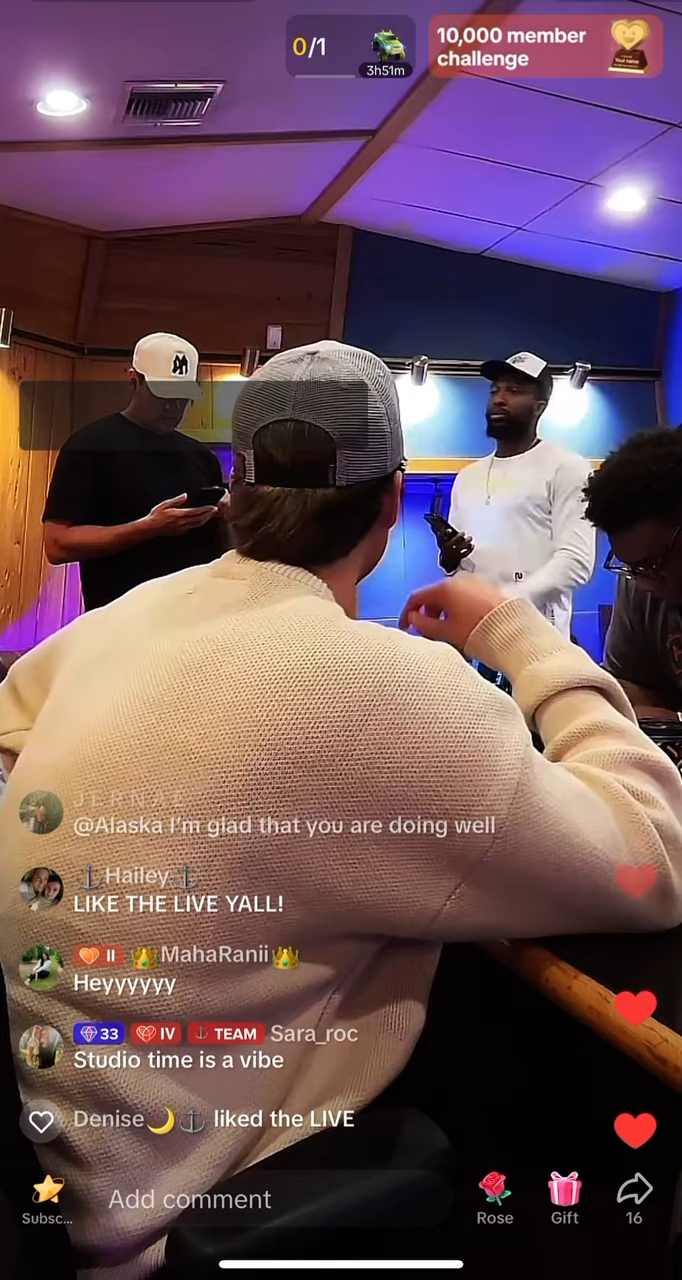 0/1
3h51m
10,000 member
challenge
JERNAE
@Alaska I'm glad that you are doing well
⚓Hailey⚓
LIKE THE LIVE YALL!
II 👑MahaRanii👑
Heyyyyyy
33 IV TEAM Sara_roc
Studio time is a vibe
Denise🌙⚓ liked the LIVE
Subsc...
Add comment
Rose
Gift
16